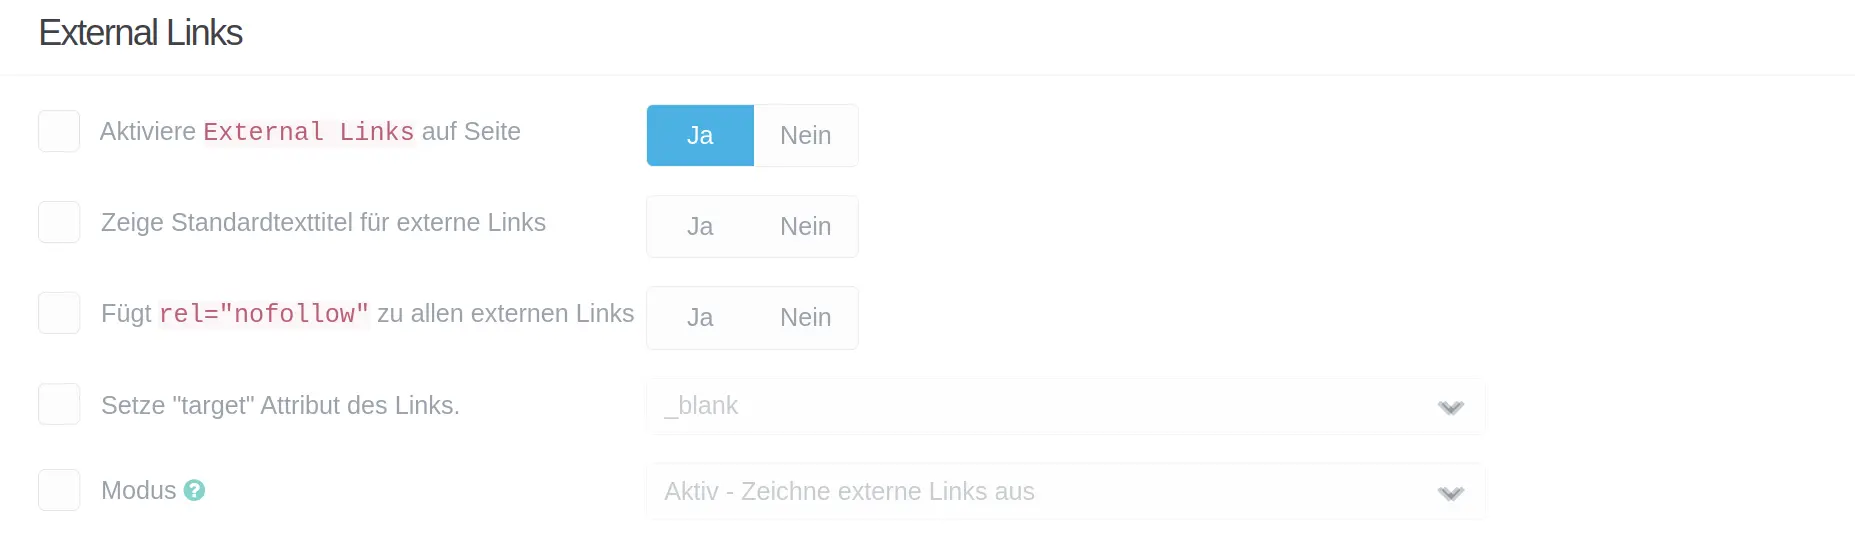 External Links
Aktiviere External Links auf Seite
Ja Nein
Zeige Standardtexttitel für externe Links
Ja Nein
Fügt rel="nofollow" zu allen externen Links
Ja Nein
Setze "target" Attribut des Links.
_blank
Modus ?
Aktiv - Zeichne externe Links aus